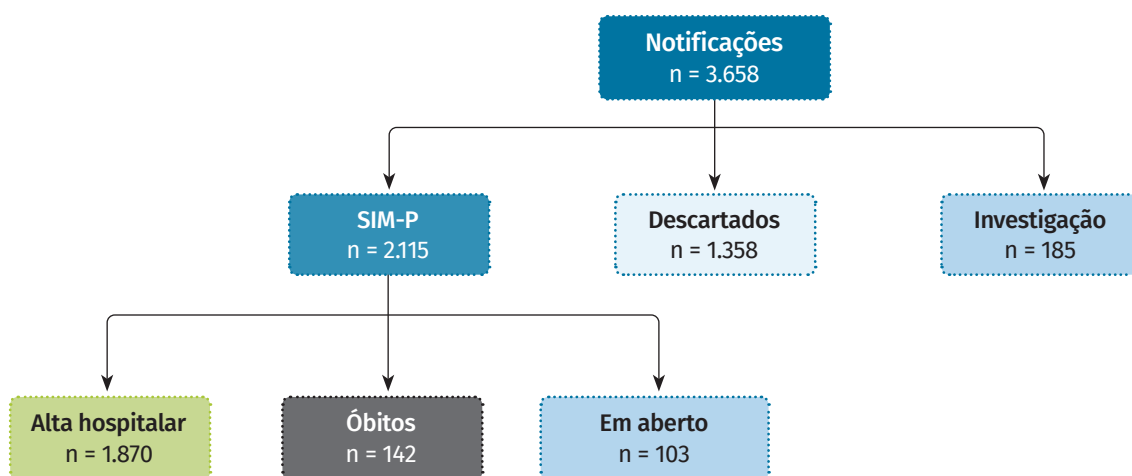 Notificações
n = 3.658
SIM-P
n = 2.115
Descartados
n = 1.358
Investigação
n = 185
Alta hospitalar
n = 1.870
Óbitos
n = 142
Em aberto
n = 103